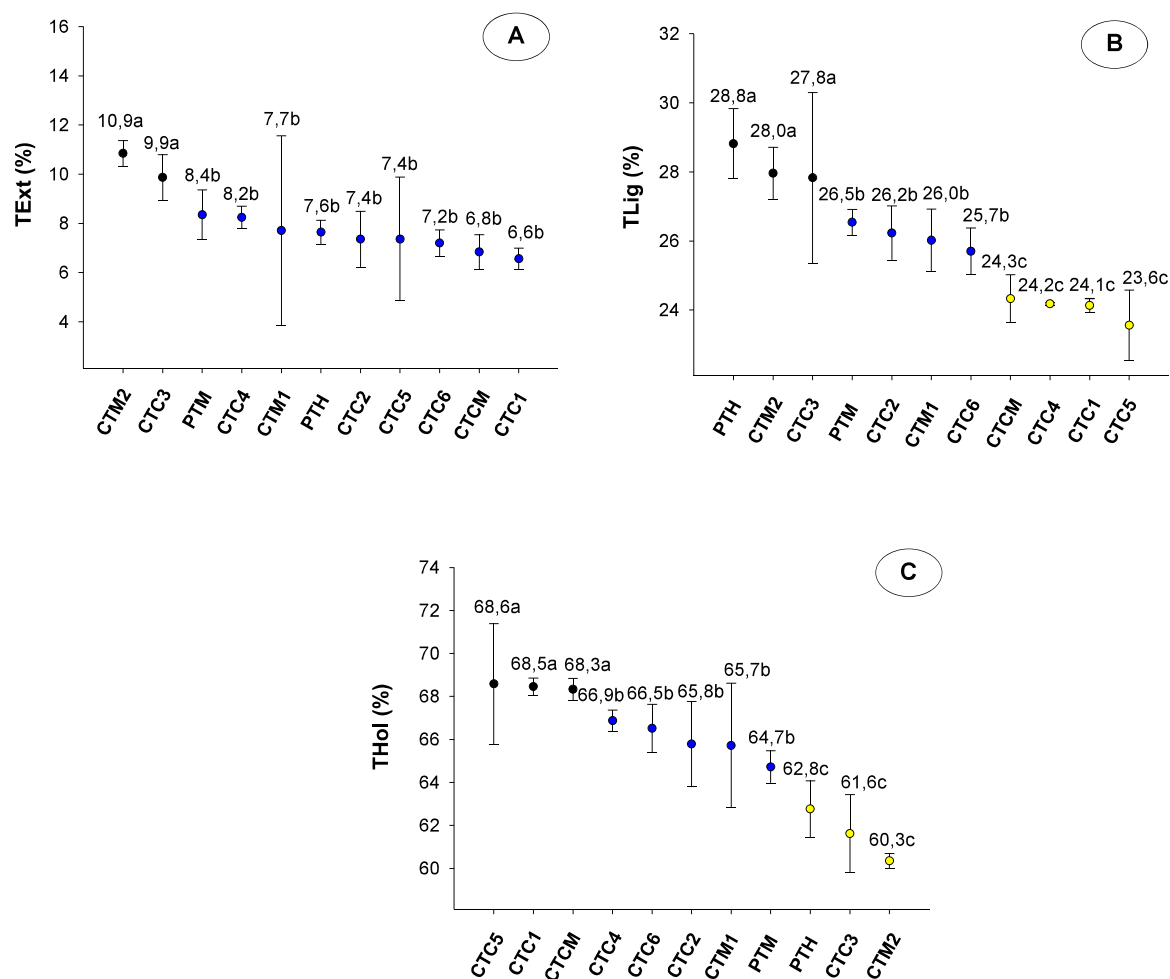 A
TExt (%)
16
14
12
10
8
6
4
10,9a
9,9a
8,4b
8,2b
7,7b
7,6b
7,4b
7,4b
7,2b
6,8b
6,6b
CTM2
CTC3
PTM
CTC4
CTM1
PTH
CTC2
CTC5
CTC6
CTCM
CTC1
B
TLig (%)
32
30
28
26
24
28,8a
28,0a
27,8a
26,5b
26,2b
26,0b
25,7b
24,3c
24,2c
24,1c
23,6c
PTH
CTM2
CTC3
PTM
CTC2
CTM1
CTC6
CTCM
CTC4
CTC1
CTC5
C
THol (%)
74
72
70
68
66
64
62
60
68,6a
68,5a
68,3a
66,9b
66,5b
65,8b
65,7b
64,7b
62,8c
61,6c
60,3c
CTC5
CTC1
CTCM
CTC4
CTC6
CTC2
CTM1
PTM
PTH
CTC3
CTM2